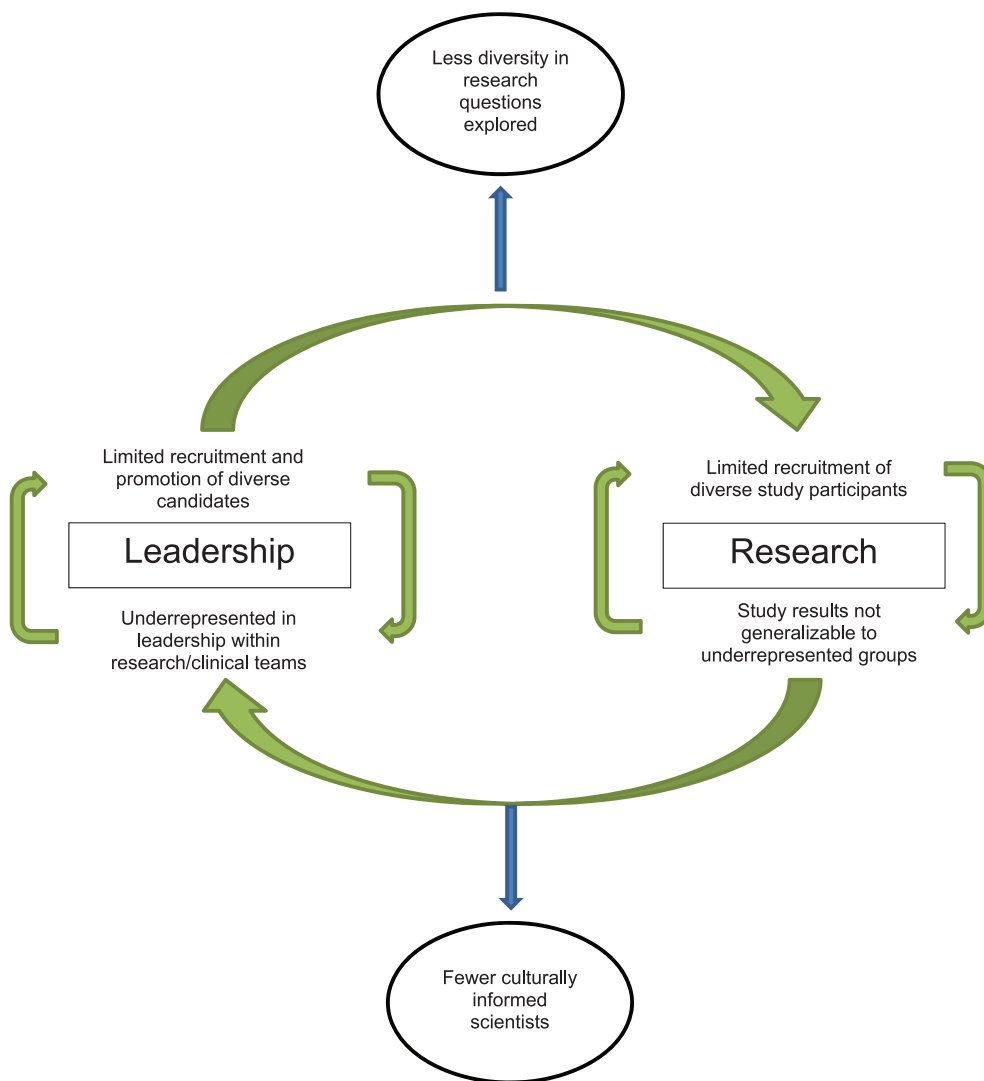 Less diversity in
research
questions
explored
Limited recruitment and
promotion of diverse
candidates
Leadership
Underrepresented in
leadership within
research/clinical teams
Limited recruitment of
diverse study participants
Research
Study results not
generalizable to
underrepresented groups
Fewer culturally
informed
scientists